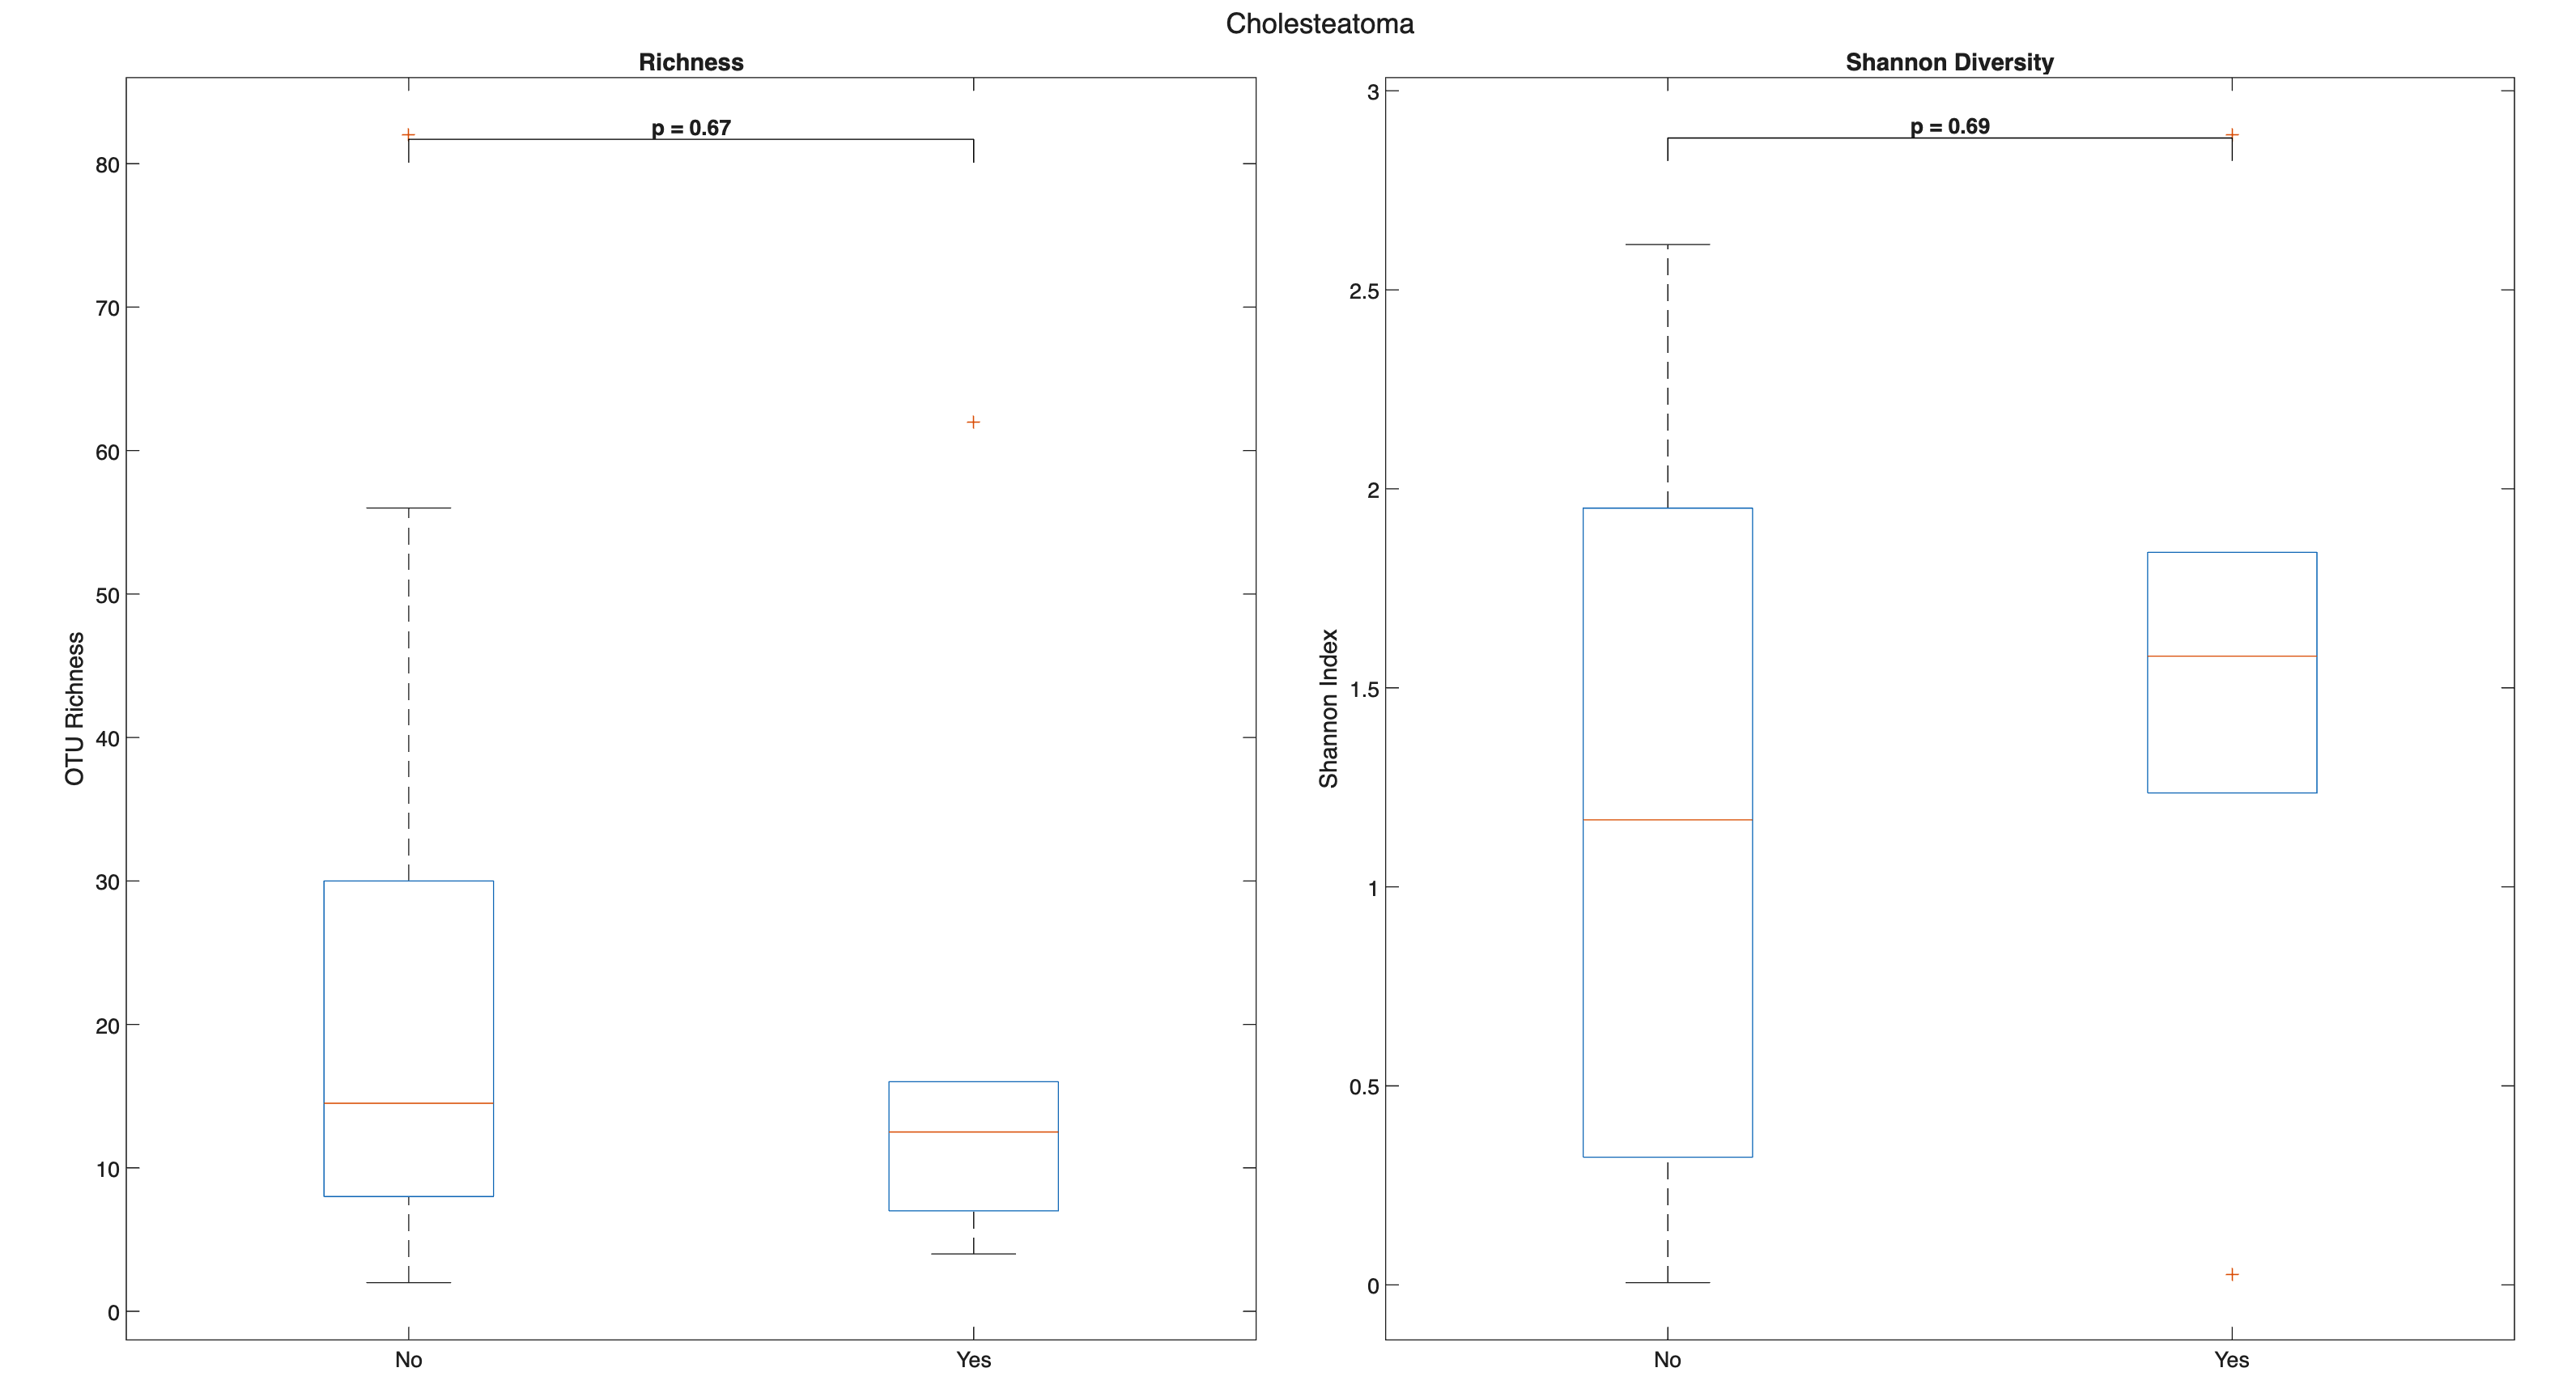 Cholesteatoma
Richness
p = 0.67
80
70
60
50
40
30
20
10
0
OTU Richness
No
Yes
Shannon Diversity
p = 0.69
3
2.5
2
1.5
1
0.5
0
Shannon Index
No
Yes